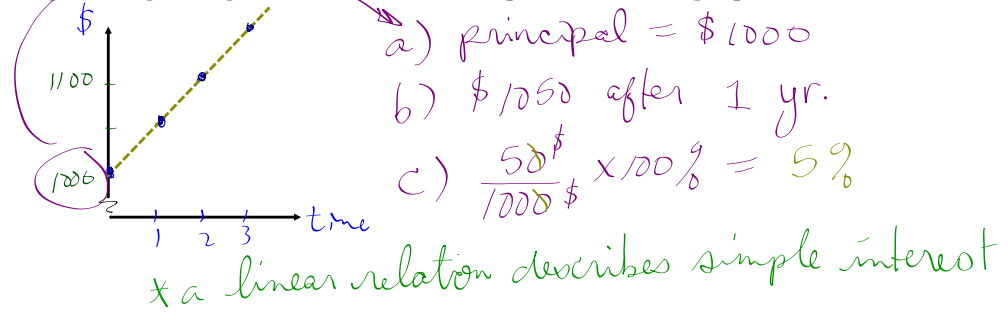 $
1100
1000
1 2 3 time
a) principal = $1000
b) $1050 after 1 yr.
c) 50$/1000$ x100% = 5%
* a linear relation describes simple interest